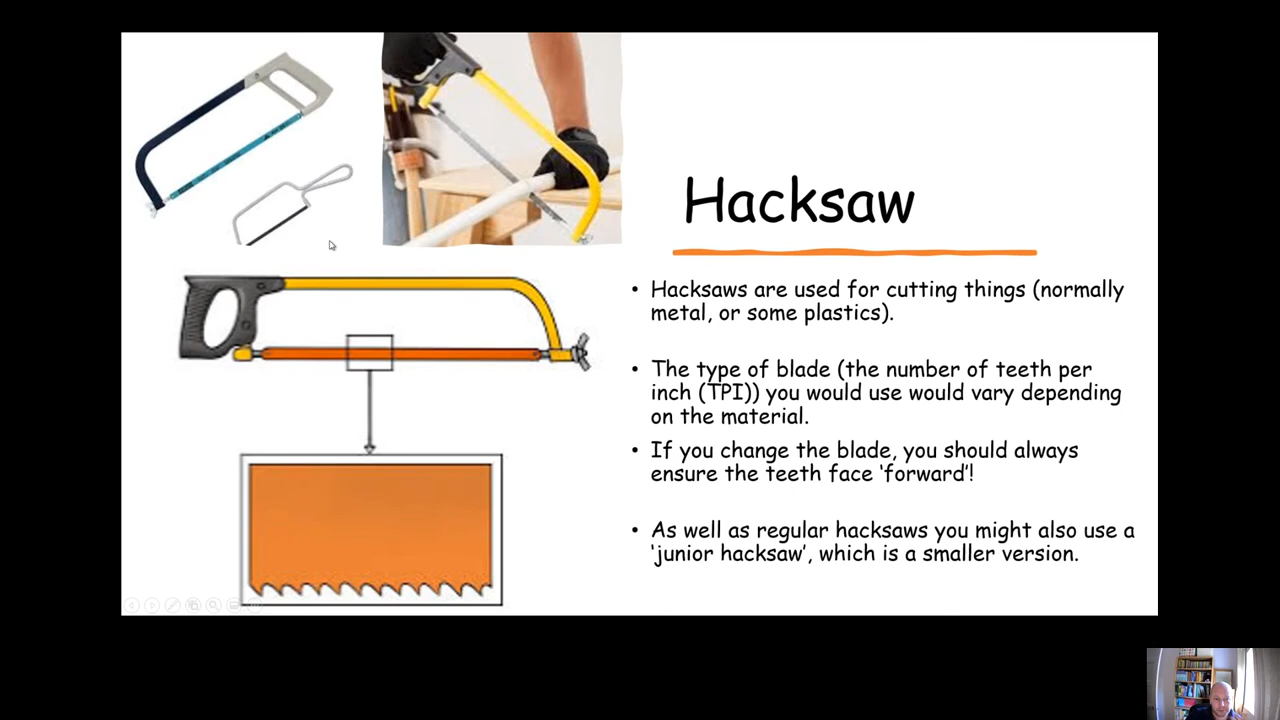 Hacksaw
• Hacksaws are used for cutting things (normally
metal, or some plastics).
• The type of blade (the number of teeth per
inch (TPI)) you would use would vary depending
on the material.
• If you change the blade, you should always
ensure the teeth face ‘forward’!
• As well as regular hacksaws you might also use a
‘junior hacksaw’, which is a smaller version.